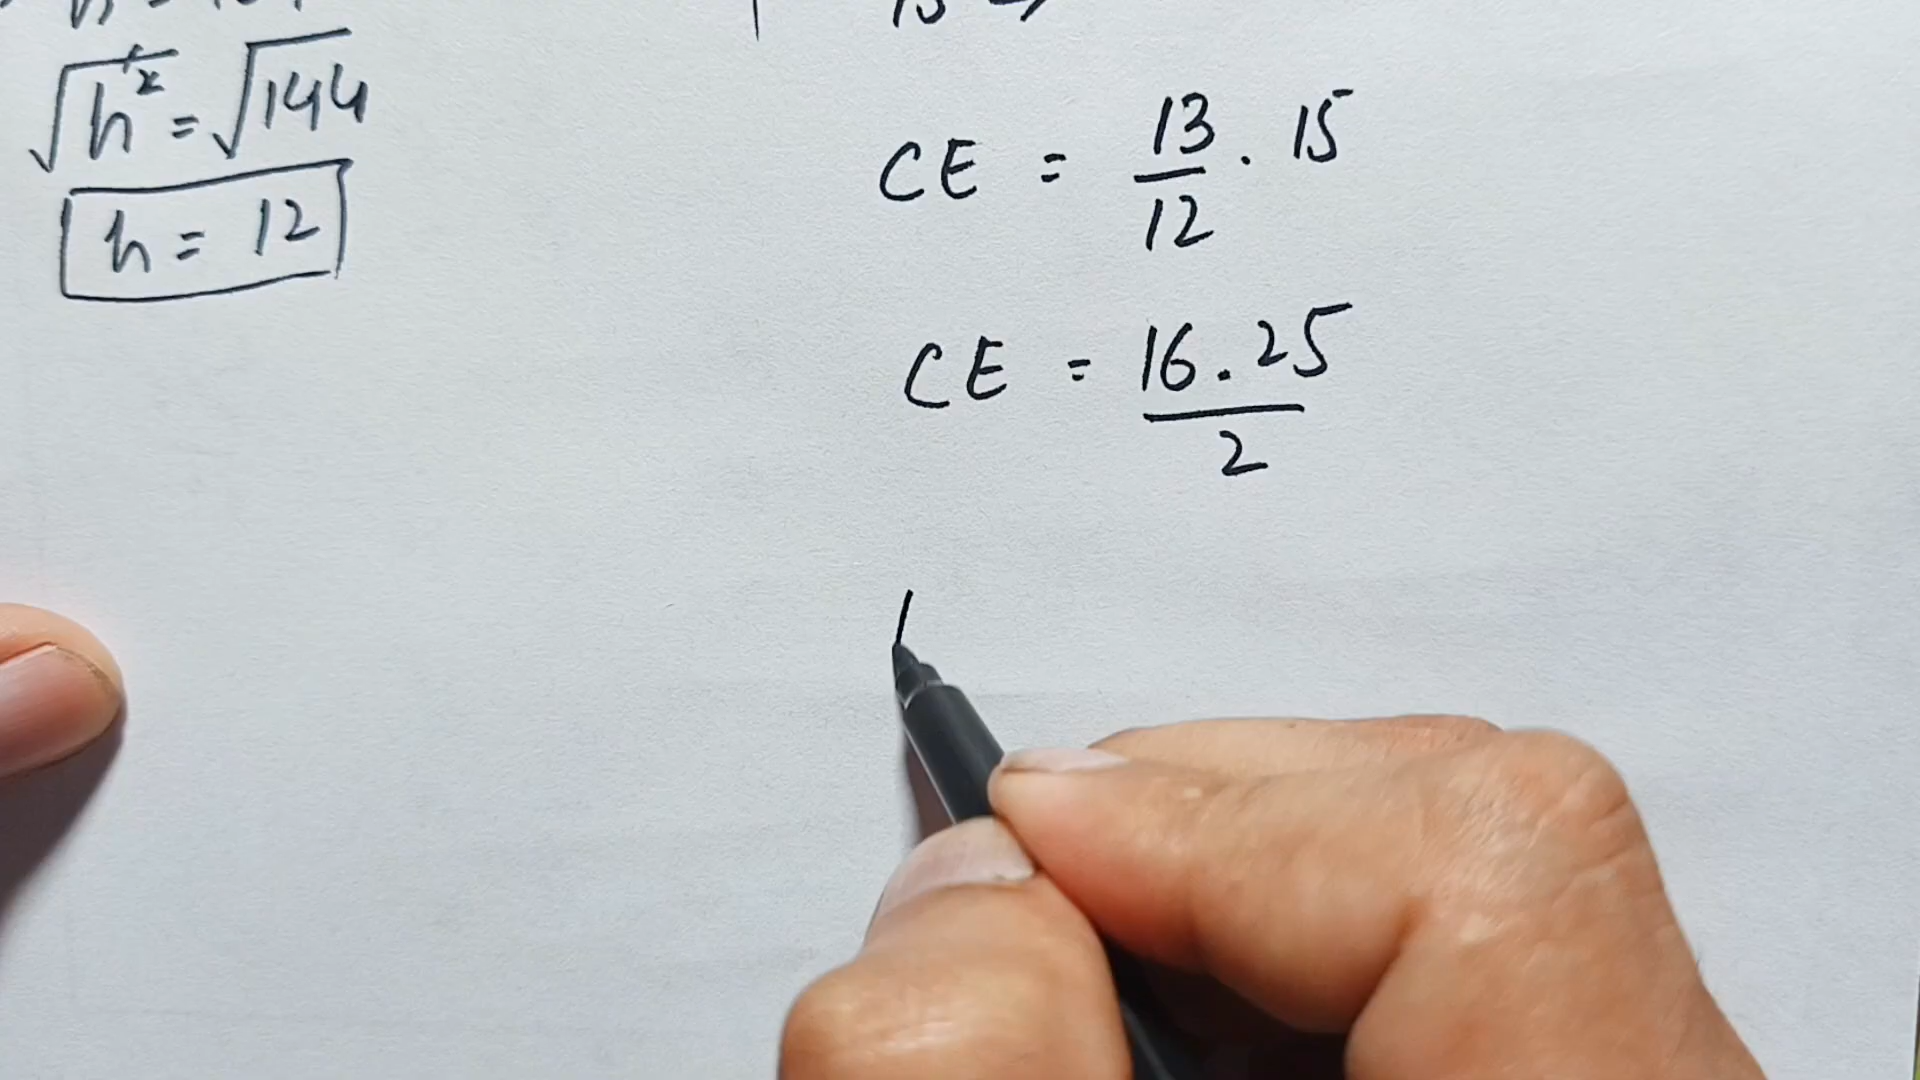 √h² = √144
h = 12
CE = 13/12 . 15
CE = 16.25/2